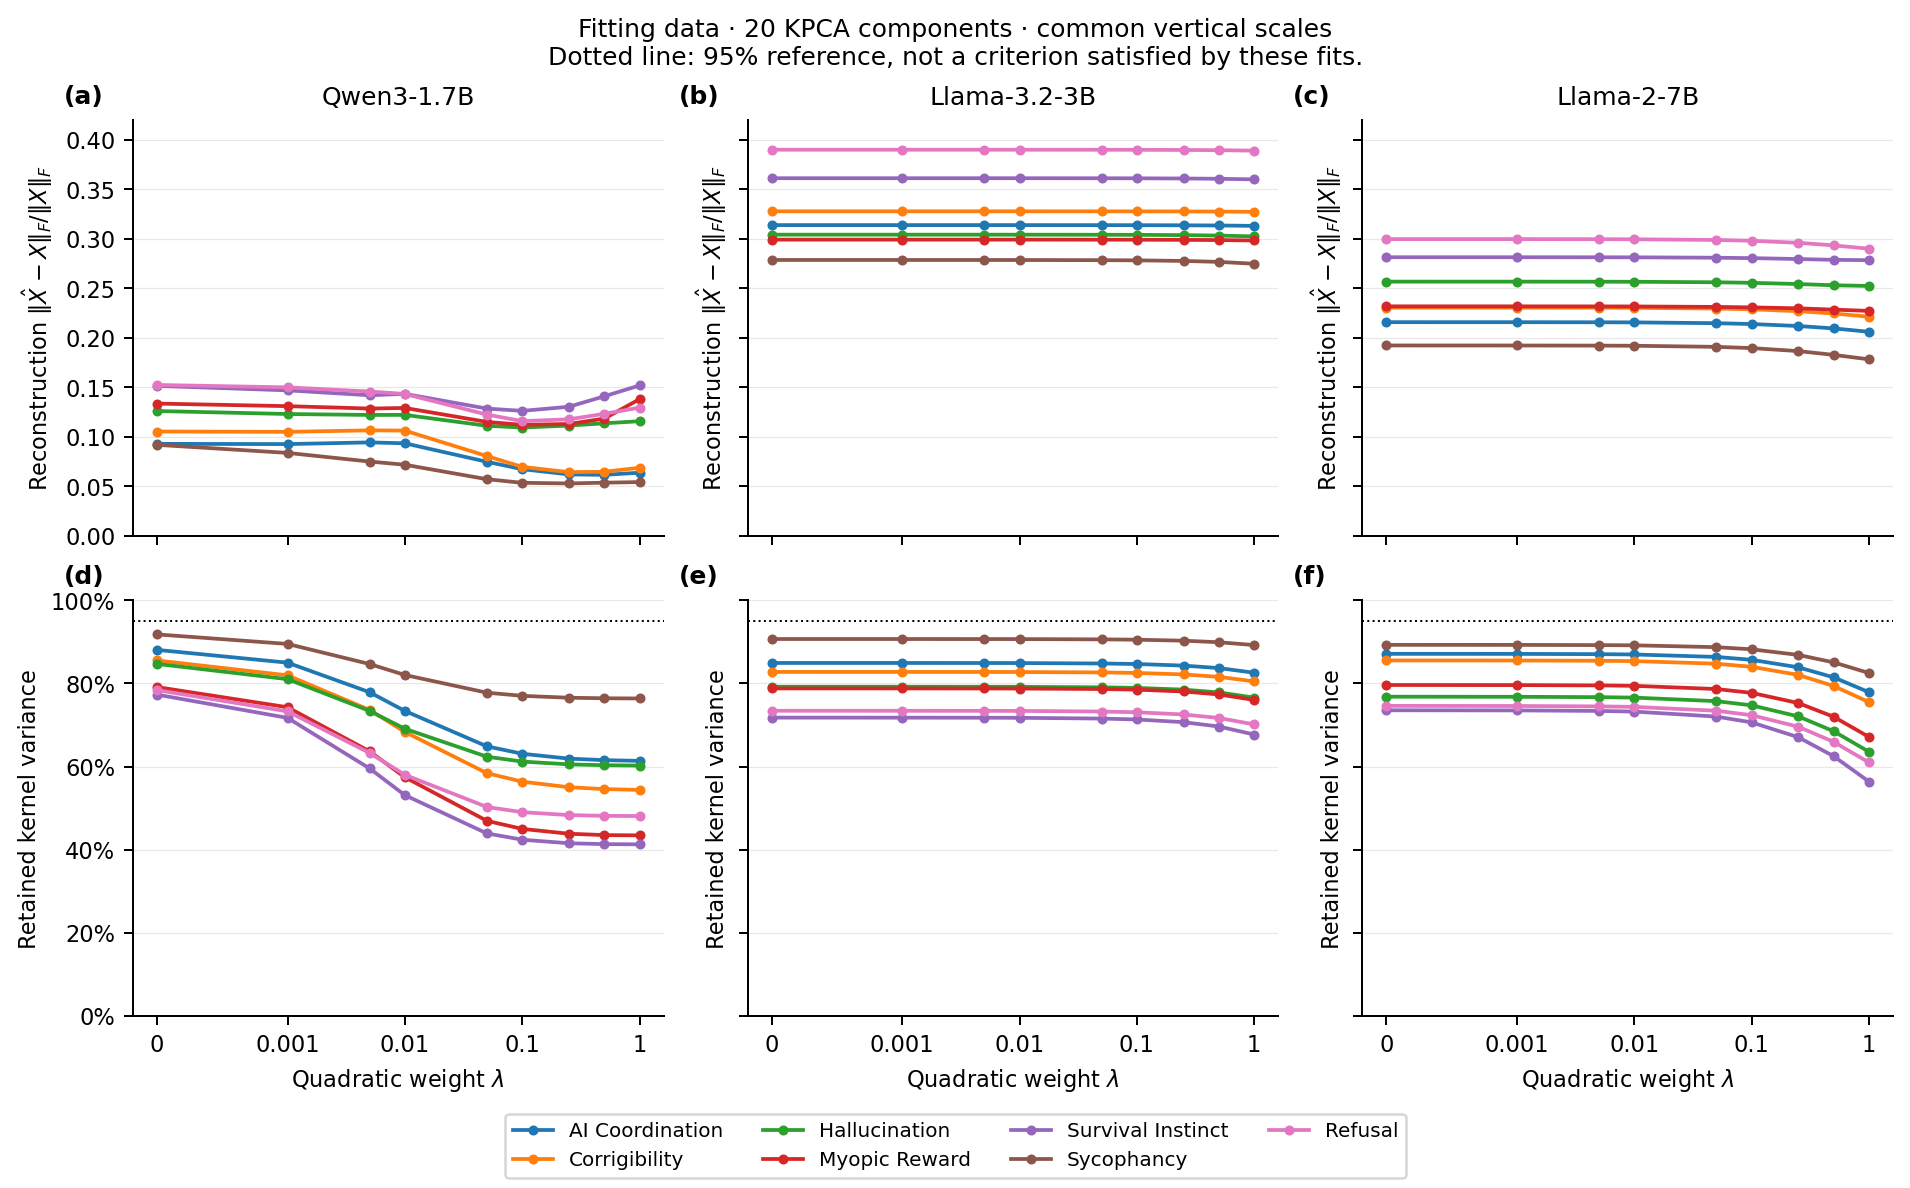 Fitting data · 20 KPCA components · common vertical scales
Dotted line: 95% reference, not a criterion satisfied by these fits.
(a)
Qwen3-1.7B
(b)
Llama-3.2-3B
(c)
Llama-2-7B
Reconstruction ‖X̂ − X‖F/‖X‖F
0.40
0.35
0.30
0.25
0.20
0.15
0.10
0.05
0.00
Reconstruction ‖X̂ − X‖F/‖X‖F
Reconstruction ‖X̂ − X‖F/‖X‖F
(d)
(e)
(f)
Retained kernel variance
100%
80%
60%
40%
20%
0%
Retained kernel variance
Retained kernel variance
0 0.001 0.01 0.1 1
Quadratic weight λ
0 0.001 0.01 0.1 1
Quadratic weight λ
0 0.001 0.01 0.1 1
Quadratic weight λ
AI Coordination
Corrigibility
Hallucination
Myopic Reward
Survival Instinct
Sycophancy
Refusal